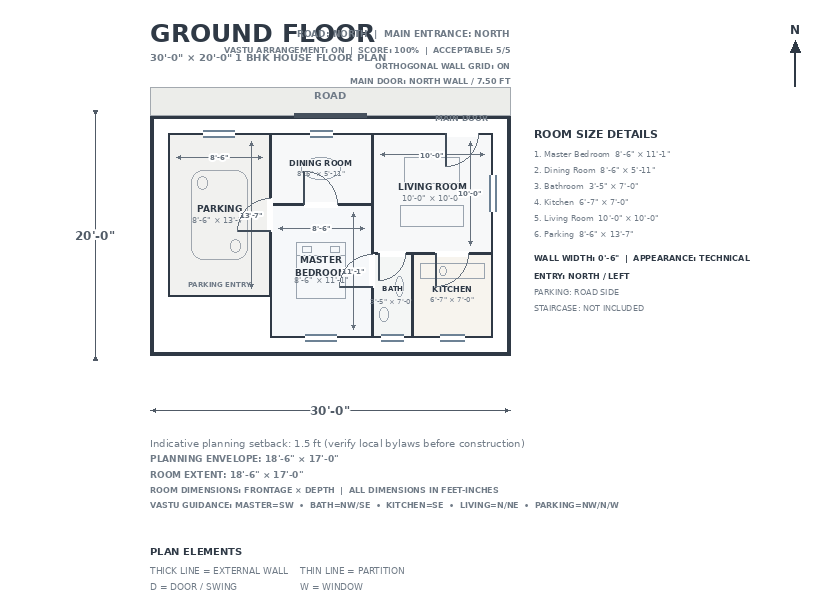 GROUND FLOOR
ROAD: NORTH | MAIN ENTRANCE: NORTH
VASTU ARRANGEMENT: ON | SCORE: 100% | ACCEPTABLE: 5/5
30'-0" × 20'-0" 1 BHK HOUSE FLOOR PLAN
ORTHOGONAL WALL GRID: ON
MAIN DOOR: NORTH WALL / 7.50 FT
N
ROAD
MAIN DOOR
8'-6"
DINING ROOM
8'-6" × 5'-11"
10'-0"
LIVING ROOM
10'-0" × 10'-0"
10'-0"
PARKING
8'-6" × 13'-7"
13'-7"
8'-6"
MASTER
BEDROOM
8'-6" × 11'-1"
11'-1"
PARKING ENTRY
BATH
3'-5" × 7'-0"
KITCHEN
6'-7" × 7'-0"
20'-0"
30'-0"
ROOM SIZE DETAILS
1. Master Bedroom 8'-6" × 11'-1"
2. Dining Room 8'-6" × 5'-11"
3. Bathroom 3'-5" × 7'-0"
4. Kitchen 6'-7" × 7'-0"
5. Living Room 10'-0" × 10'-0"
6. Parking 8'-6" × 13'-7"
WALL WIDTH: 0'-6" | APPEARANCE: TECHNICAL
ENTRY: NORTH / LEFT
PARKING: ROAD SIDE
STAIRCASE: NOT INCLUDED
Indicative planning setback: 1.5 ft (verify local bylaws before construction)
PLANNING ENVELOPE: 18'-6" × 17'-0"
ROOM EXTENT: 18'-6" × 17'-0"
ROOM DIMENSIONS: FRONTAGE × DEPTH | ALL DIMENSIONS IN FEET-INCHES
VASTU GUIDANCE: MASTER=SW • BATH=NW/SE • KITCHEN=SE • LIVING=N/NE • PARKING=NW/N/W
PLAN ELEMENTS
THICK LINE = EXTERNAL WALL THIN LINE = PARTITION
D = DOOR / SWING W = WINDOW